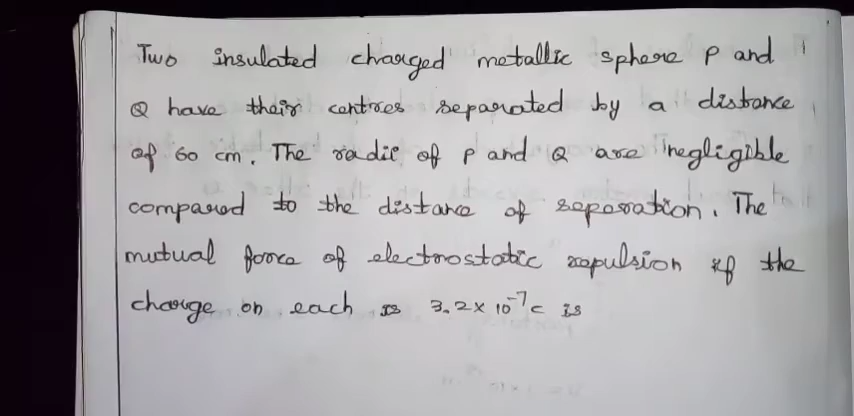 Two insulated charged metallic sphere P and
Q have their centres separated by a distance
of 60 cm. The radii of P and Q are negligible
compared to the distance of separation. The
mutual force of electrostatic repulsion if the
charge on each is 3.2 x 10⁻⁷ C is